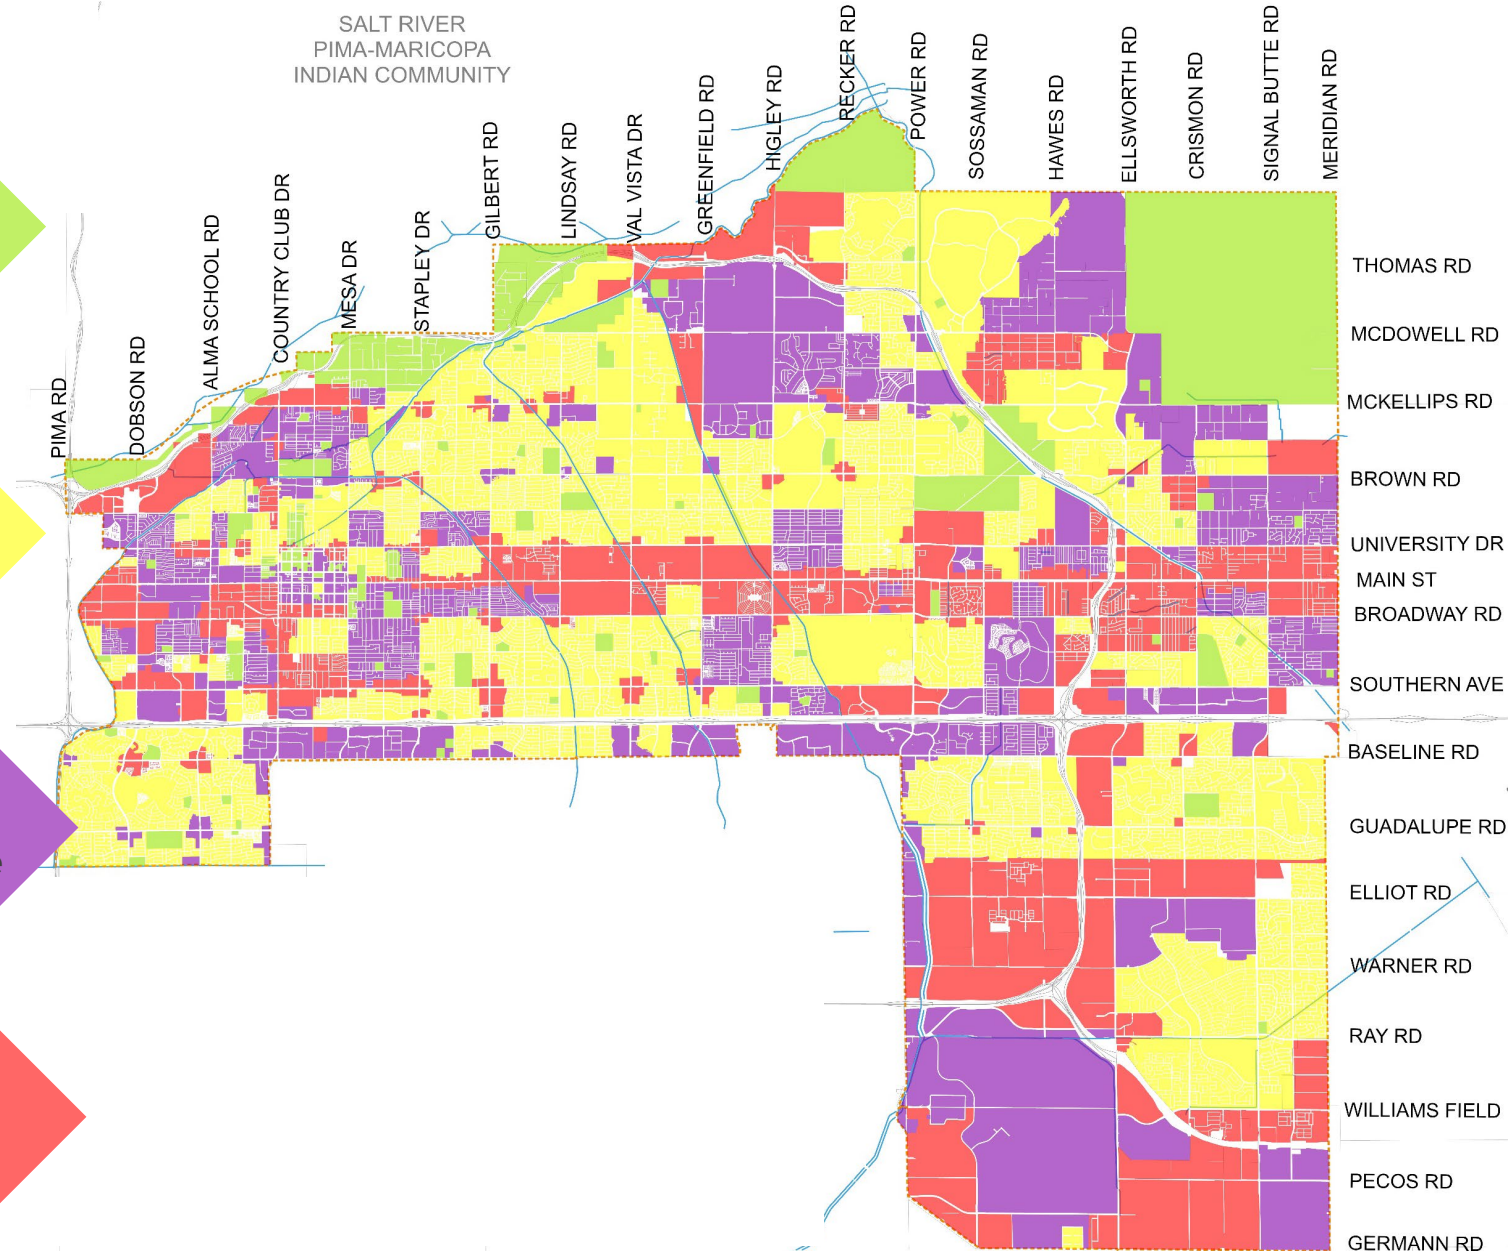 SALT RIVER
PIMA-MARICOPA
INDIAN COMMUNITY
PIMA RD
DOBSON RD
ALMA SCHOOL RD
COUNTRY CLUB DR
MESA DR
STAPLEY DR
GILBERT RD
LINDSAY RD
VAL VISTA DR
GREENFIELD RD
HIGLEY RD
RECKER RD
POWER RD
SOSSAMAN RD
HAWES RD
ELLSWORTH RD
CRISMON RD
SIGNAL BUTTE RD
MERIDIAN RD
THOMAS RD
MCDOWELL RD
MCKELLIPS RD
BROWN RD
UNIVERSITY DR
MAIN ST
BROADWAY RD
SOUTHERN AVE
BASELINE RD
GUADALUPE RD
ELLIOT RD
WARNER RD
RAY RD
WILLIAMS FIELD
PECOS RD
GERMANN RD